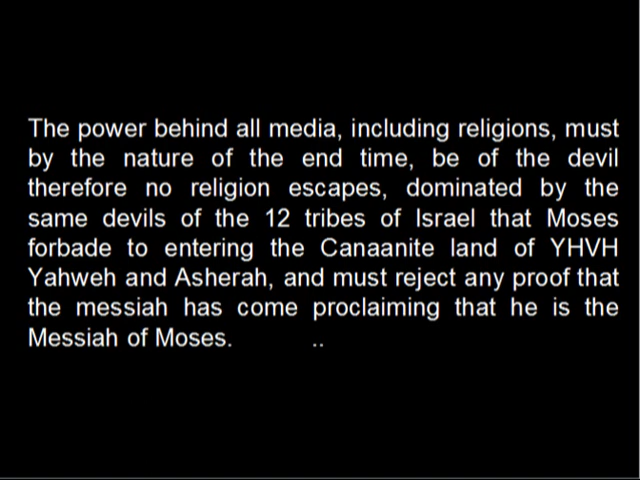 The power behind all media, including religions, must
by the nature of the end time, be of the devil
therefore no religion escapes, dominated by the
same devils of the 12 tribes of Israel that Moses
forbade to entering the Canaanite land of YHVH
Yahweh and Asherah, and must reject any proof that
the messiah has come proclaiming that he is the
Messiah of Moses. ..